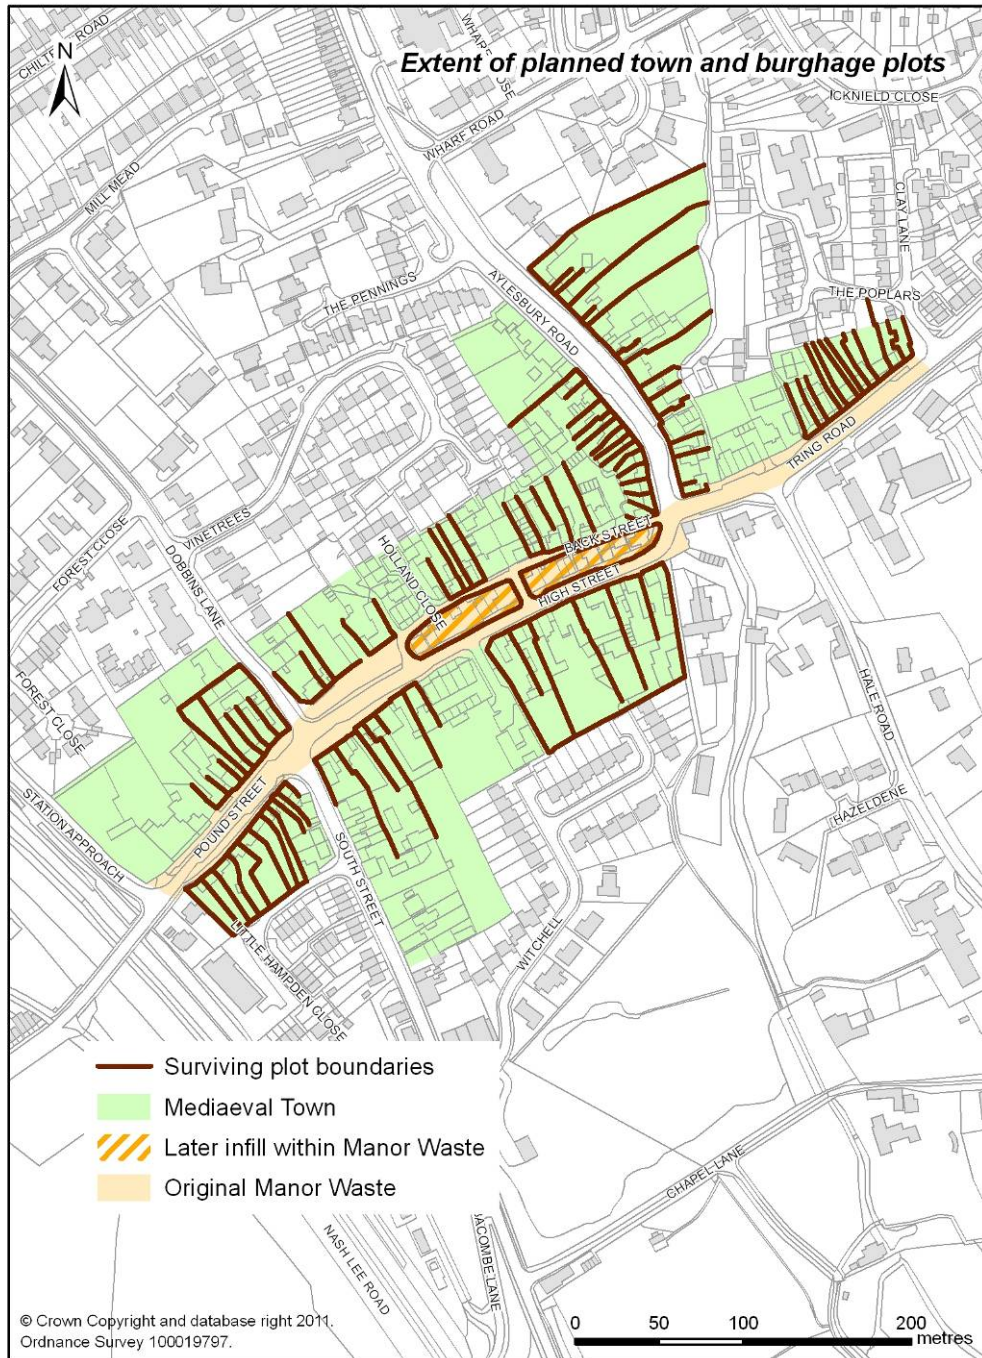 N
CHILTERN ROAD
WHARF CLOSE
Extent of planned town and burghage plots
ICKNIELD CLOSE
WHARF ROAD
MILL MEAD
CLAY LANE
THE PENNINGS
AYLESBURY ROAD
THE POPLARS
TRING ROAD
VINETREES
FOREST CLOSE
DOBBINS LANE
HOLLAND CLOSE
BACK STREET
HIGH STREET
FOREST CLOSE
HALE ROAD
STATION APPROACH
POUND STREET
HAZELDENE
SOUTH STREET
LITTLE HAMPDEN CLOSE
WITCHELL
Surviving plot boundaries
Mediaeval Town
Later infill within Manor Waste
Original Manor Waste
CHAPEL LANE
NASH LEE ROAD
BACOMBE LANE
© Crown Copyright and database right 2011.
Ordnance Survey 100019797.
0 50 100 200
metres